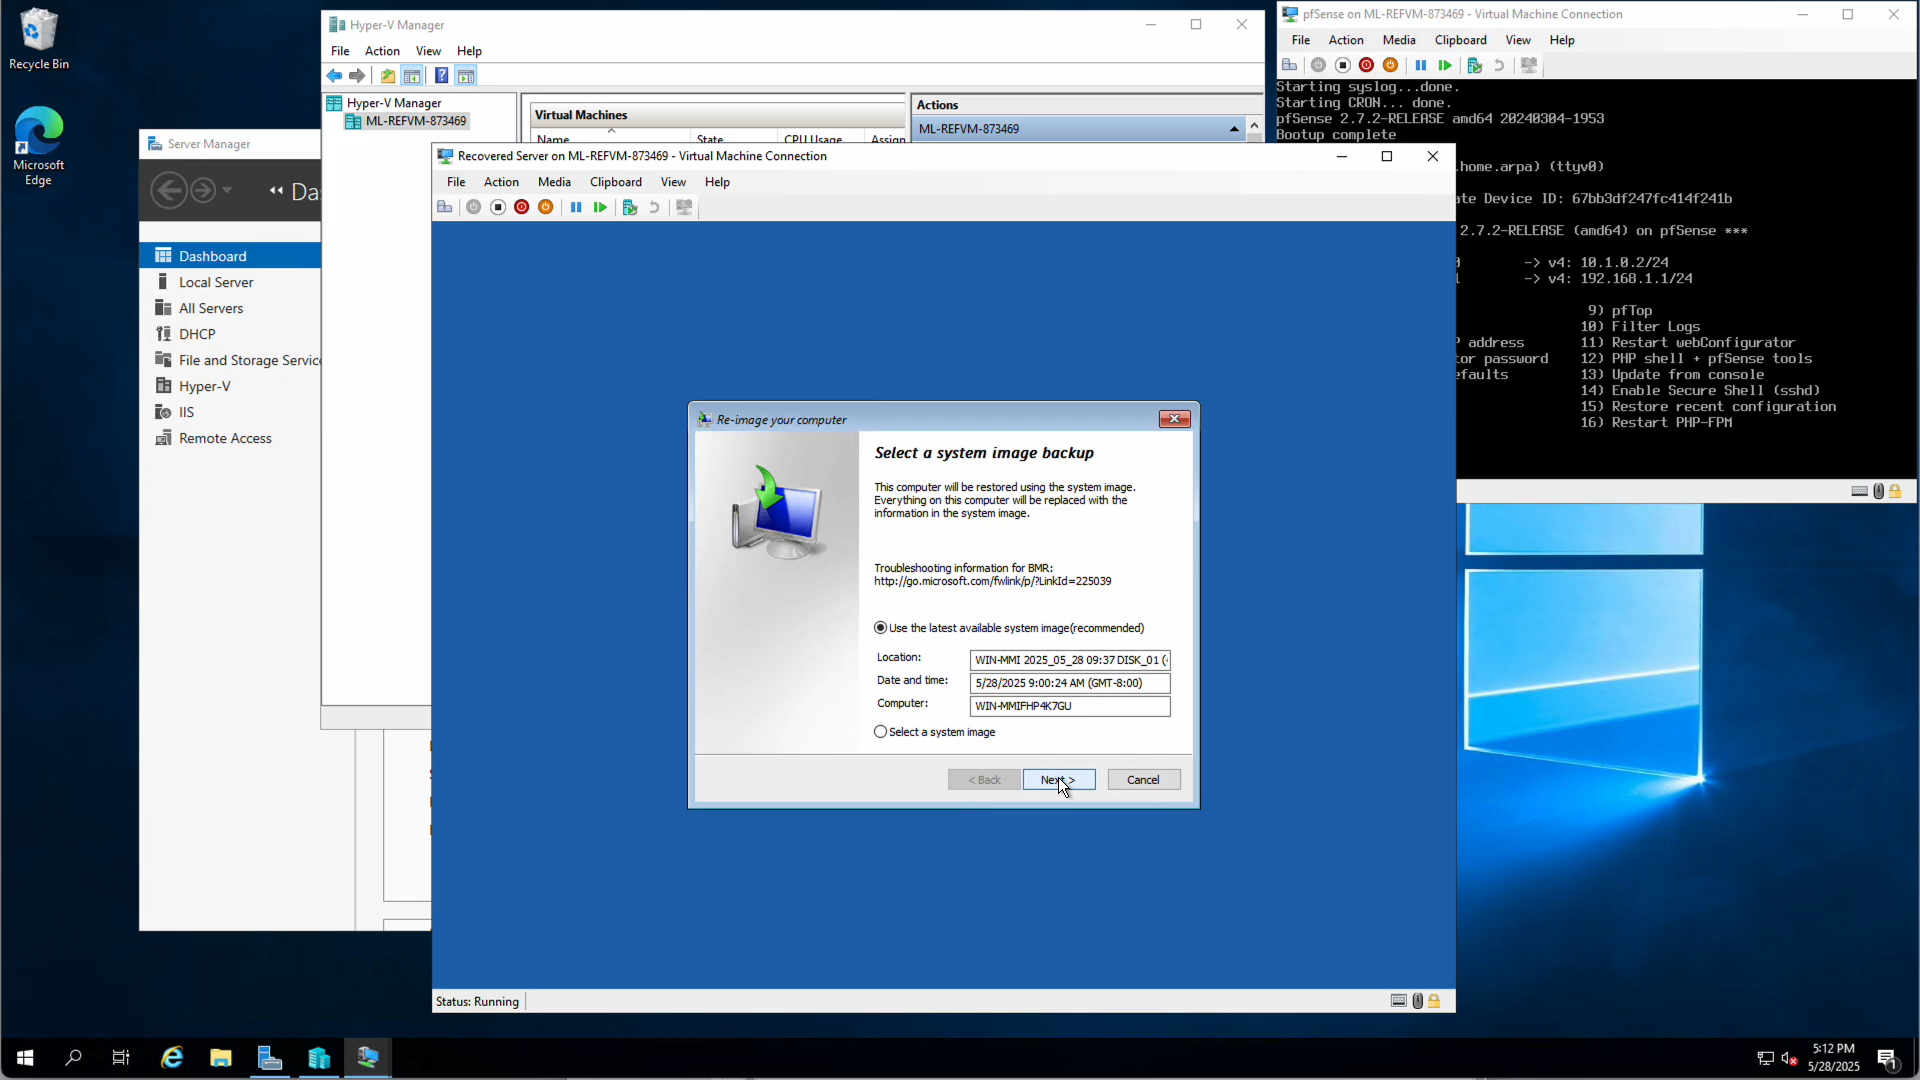 Recycle Bin
Microsoft
Edge
Hyper-V Manager
File Action View Help
Hyper-V Manager
ML-REFVM-873469
Virtual Machines
Name State CPU Usage
Actions
ML-REFVM-873469
Server Manager
Dashboard
Local Server
All Servers
DHCP
Hyper-V
IIS
Remote Access
pfSense on ML-REFVM-873469 - Virtual Machine Connection
File Action Media Clipboard View Help
Starting syslog...done.
Starting CRON... done.
pfSense 2.7.2-RELEASE amd64 20240304-1953
Bootup complete
.home.arpa) (ttyv0)
Device ID: 67bb3df247fc414f241b
2.7.2-RELEASE (amd64) on pfSense ***
-> v4: 10.1.0.2/24
-> v4: 192.168.1.1/24
9) pfTop
10) Filter Logs
address 11) Restart webConfigurator
password 12) PHP shell + pfSense tools
13) Update from console
14) Enable Secure Shell (sshd)
15) Restore recent configuration
16) Restart PHP-FPM
Recovered Server on ML-REFVM-873469 - Virtual Machine Connection
File Action Media Clipboard View Help
Re-image your computer
Select a system image backup
This computer will be restored using the system image.
Everything on this computer will be replaced with the
information in the system image.
Troubleshooting information for BMR:
http://go.microsoft.com/fwlink/p/?LinkId=225039
Use the latest available system image(recommended)
Location: WIN-MMI 2025_05_28 09:37 DISK_01 (
Date and time: 5/28/2025 9:00:24 AM (GMT-8:00)
Computer: WIN-MMIFHP4K7GU
Select a system image
< Back Next > Cancel
Status: Running
5:12 PM
5/28/2025
1